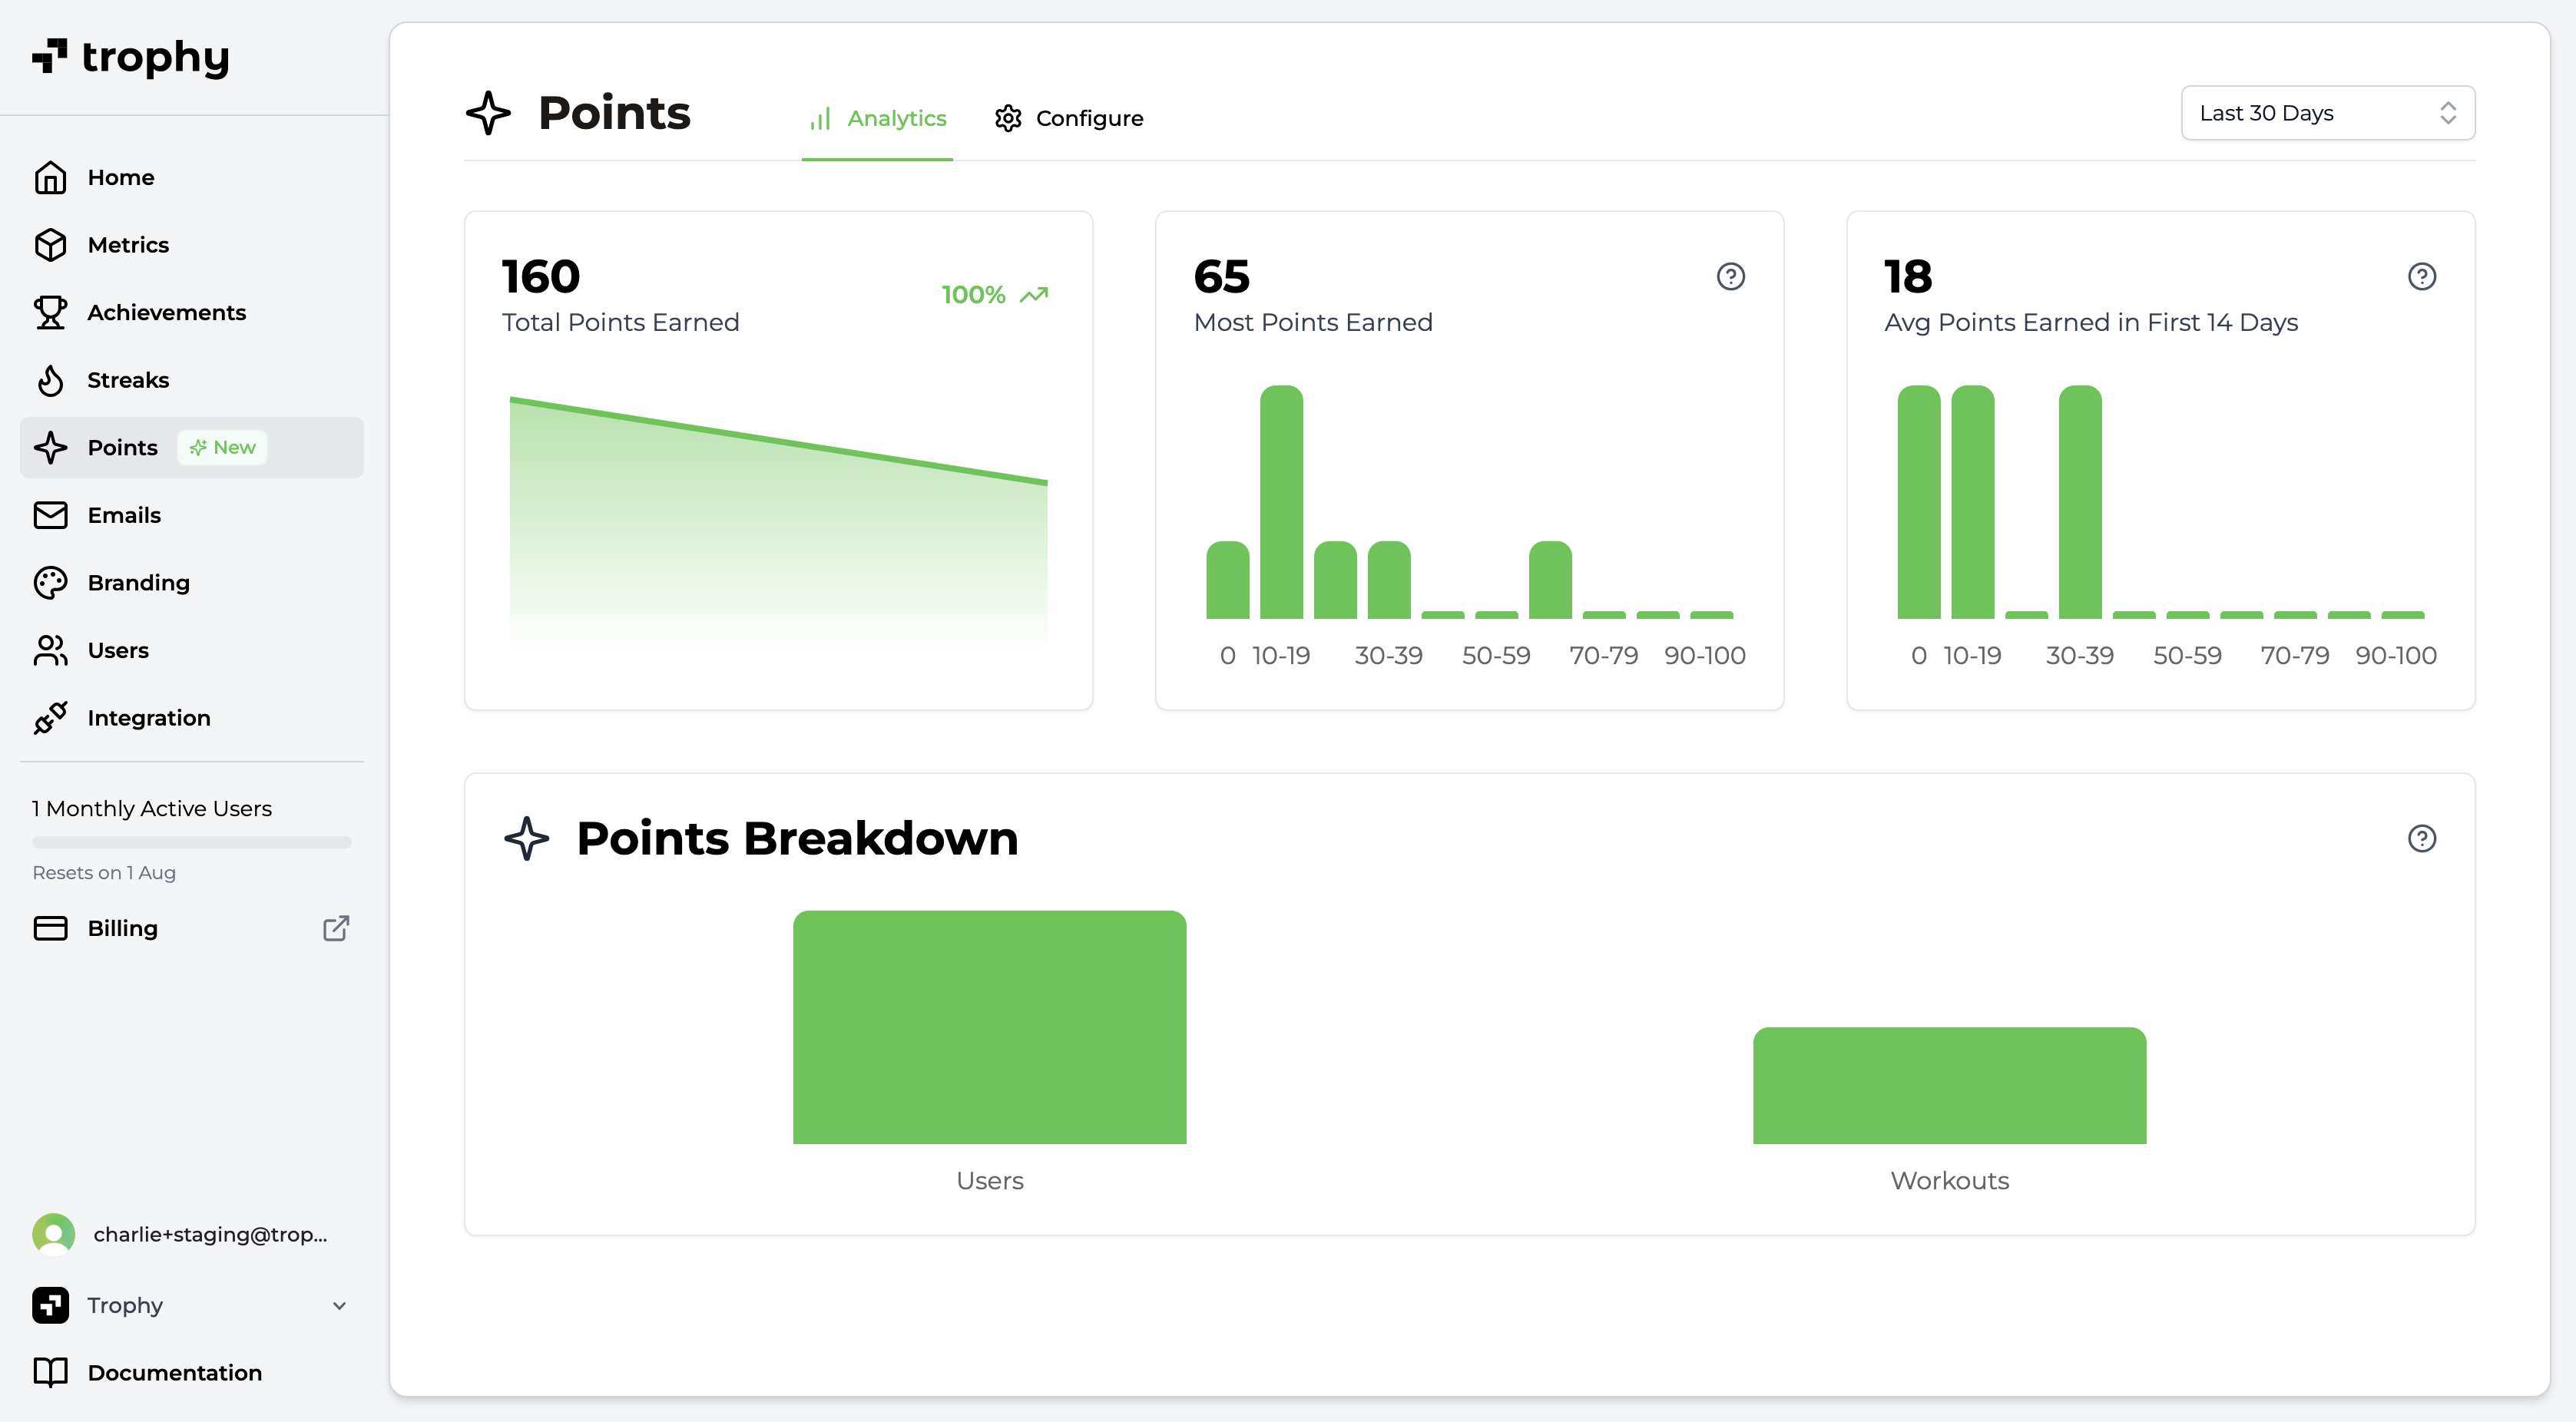 trophy
Home
Metrics
Achievements
Streaks
Points New
Emails
Branding
Users
Integration
1 Monthly Active Users
Resets on 1 Aug
Billing
charlie+staging@trop...
Trophy
Documentation
Points Analytics Configure Last 30 Days
160
Total Points Earned
100%
65
Most Points Earned
0 10-19 30-39 50-59 70-79 90-100
18
Avg Points Earned in First 14 Days
0 10-19 30-39 50-59 70-79 90-100
Points Breakdown
Users Workouts